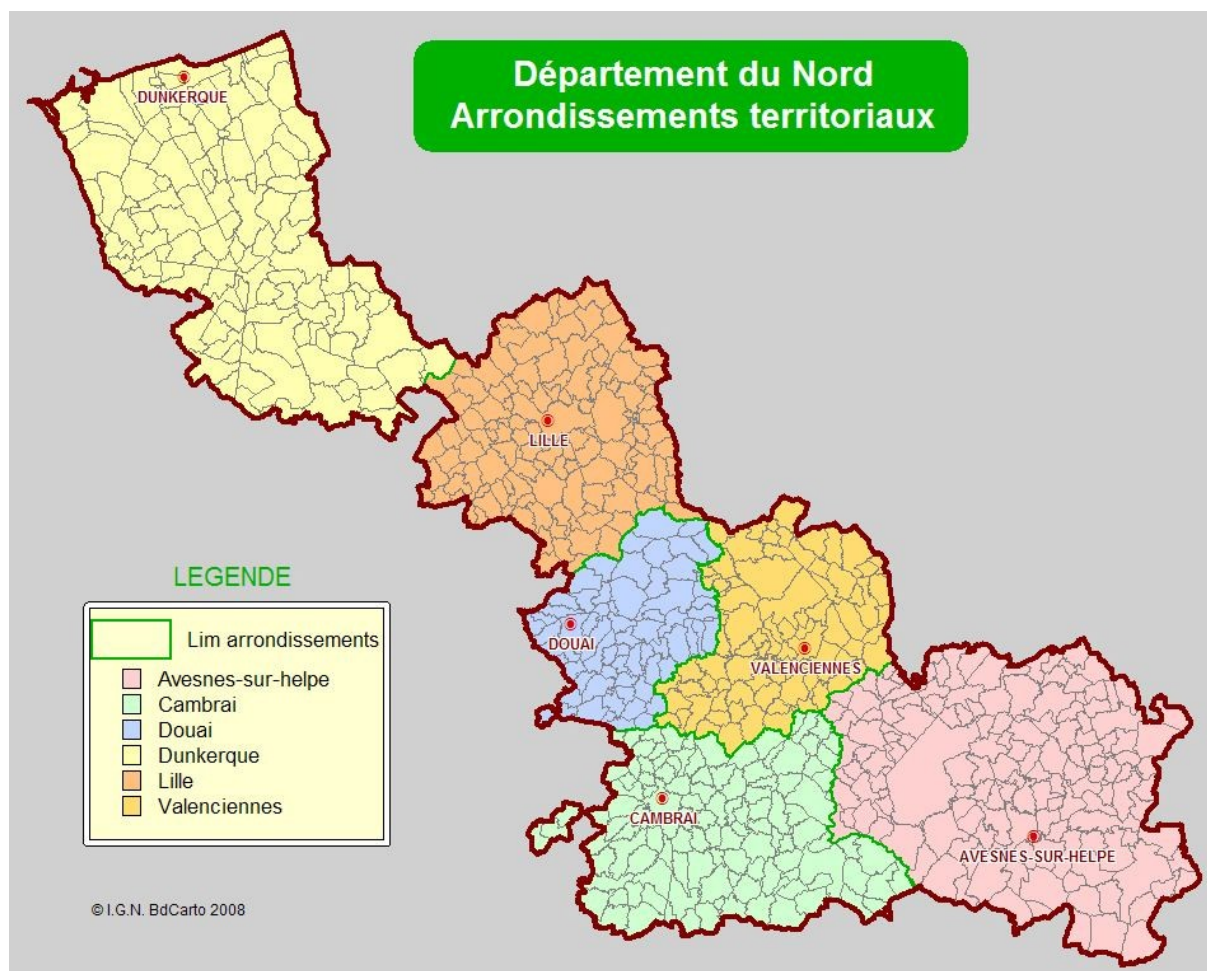 Département du Nord
Arrondissements territoriaux
DUNKERQUE
LILLE
DOUAI
VALENCIENNES
CAMBRAI
AVESNES-SUR-HELPE
LEGENDE
Lim arrondissements
Avesnes-sur-helpe
Cambrai
Douai
Dunkerque
Lille
Valenciennes
© I.G.N. BdCarto 2008